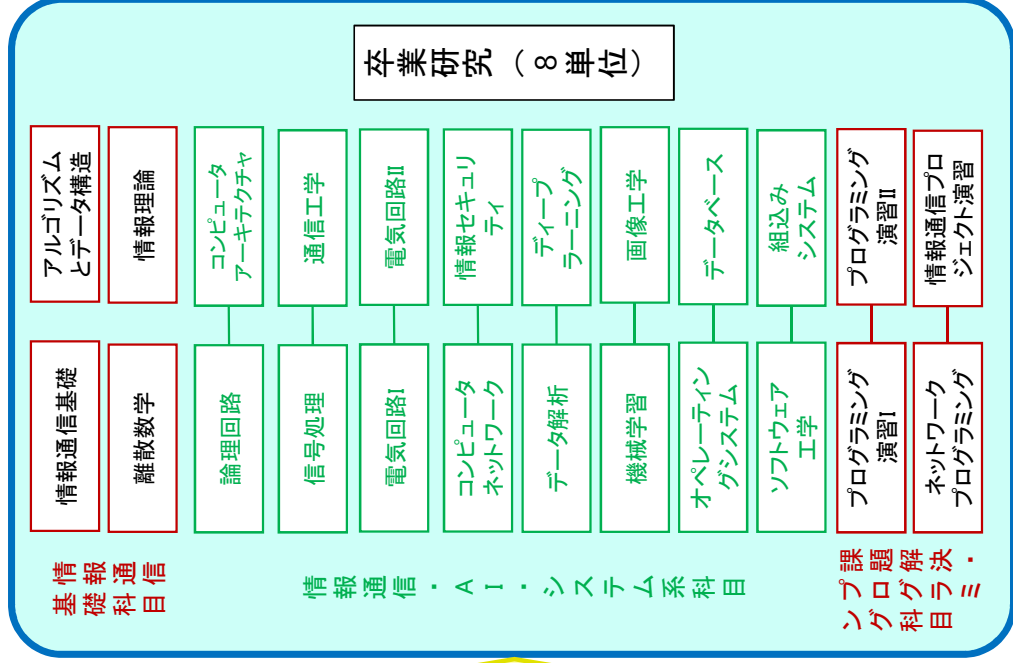 情報通信
基礎科目
情報通信基礎
アルゴリズム
とデータ構造
離散数学
情報理論
情報通信・AI・システム系科目
論理回路
コンピュータ
アーキテクチャ
信号処理
通信工学
電気回路I
電気回路II
コンピュータ
ネットワーク
情報セキュリ
ティ
データ解析
ディープ
ラーニング
機械学習
画像工学
オペレーティン
グシステム
データベース
ソフトウェア
工学
組込み
システム
課題解決・
プログラミ
ング科目
プログラミング
演習I
プログラミング
演習II
ネットワーク
プログラミング
情報通信プロ
ジェクト演習
卒業研究（8単位）